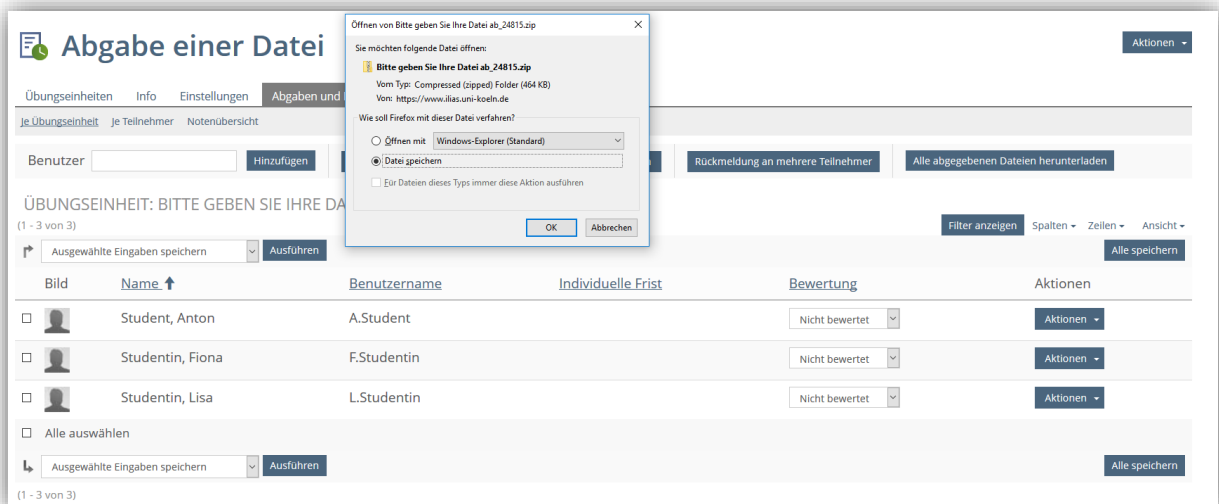 Abgabe einer Datei
Aktionen
Übungseinheiten Info Einstellungen Abgaben und
Je Übungseinheit Je Teilnehmer Notenübersicht
Benutzer Hinzufügen Rückmeldung an mehrere Teilnehmer Alle abgegebenen Dateien herunterladen
Öffnen von Bitte geben Sie Ihre Datei ab_24815.zip
Sie möchten folgende Datei öffnen:
Bitte geben Sie Ihre Datei ab_24815.zip
Vom Typ: Compressed (zipped) Folder (464 KB)
Von: https://www.ilias.uni-koeln.de
Wie soll Firefox mit dieser Datei verfahren?
Öffnen mit Windows-Explorer (Standard)
Datei speichern
Für Dateien dieses Typs immer diese Aktion ausführen
OK Abbrechen
ÜBUNGSEINHEIT: BITTE GEBEN SIE IHRE DA
(1 - 3 von 3) Filter anzeigen Spalten Zeilen Ansicht
Ausgewählte Eingaben speichern Ausführen Alle speichern
Bild Name Benutzername Individuelle Frist Bewertung Aktionen
Student, Anton A.Student Nicht bewertet Aktionen
Studentin, Fiona F.Studentin Nicht bewertet Aktionen
Studentin, Lisa L.Studentin Nicht bewertet Aktionen
Alle auswählen
Ausgewählte Eingaben speichern Ausführen Alle speichern
(1 - 3 von 3)